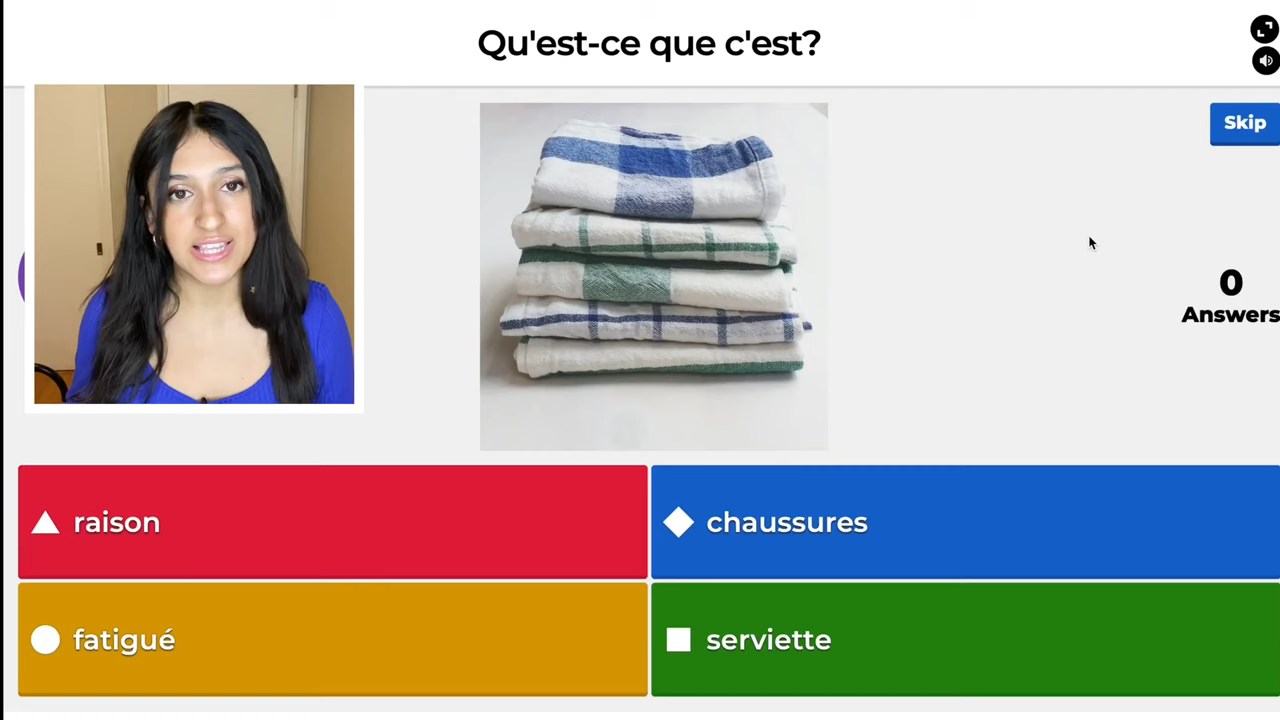 Qu'est-ce que c'est?
Skip
0
Answers
raison
chaussures
fatigué
serviette